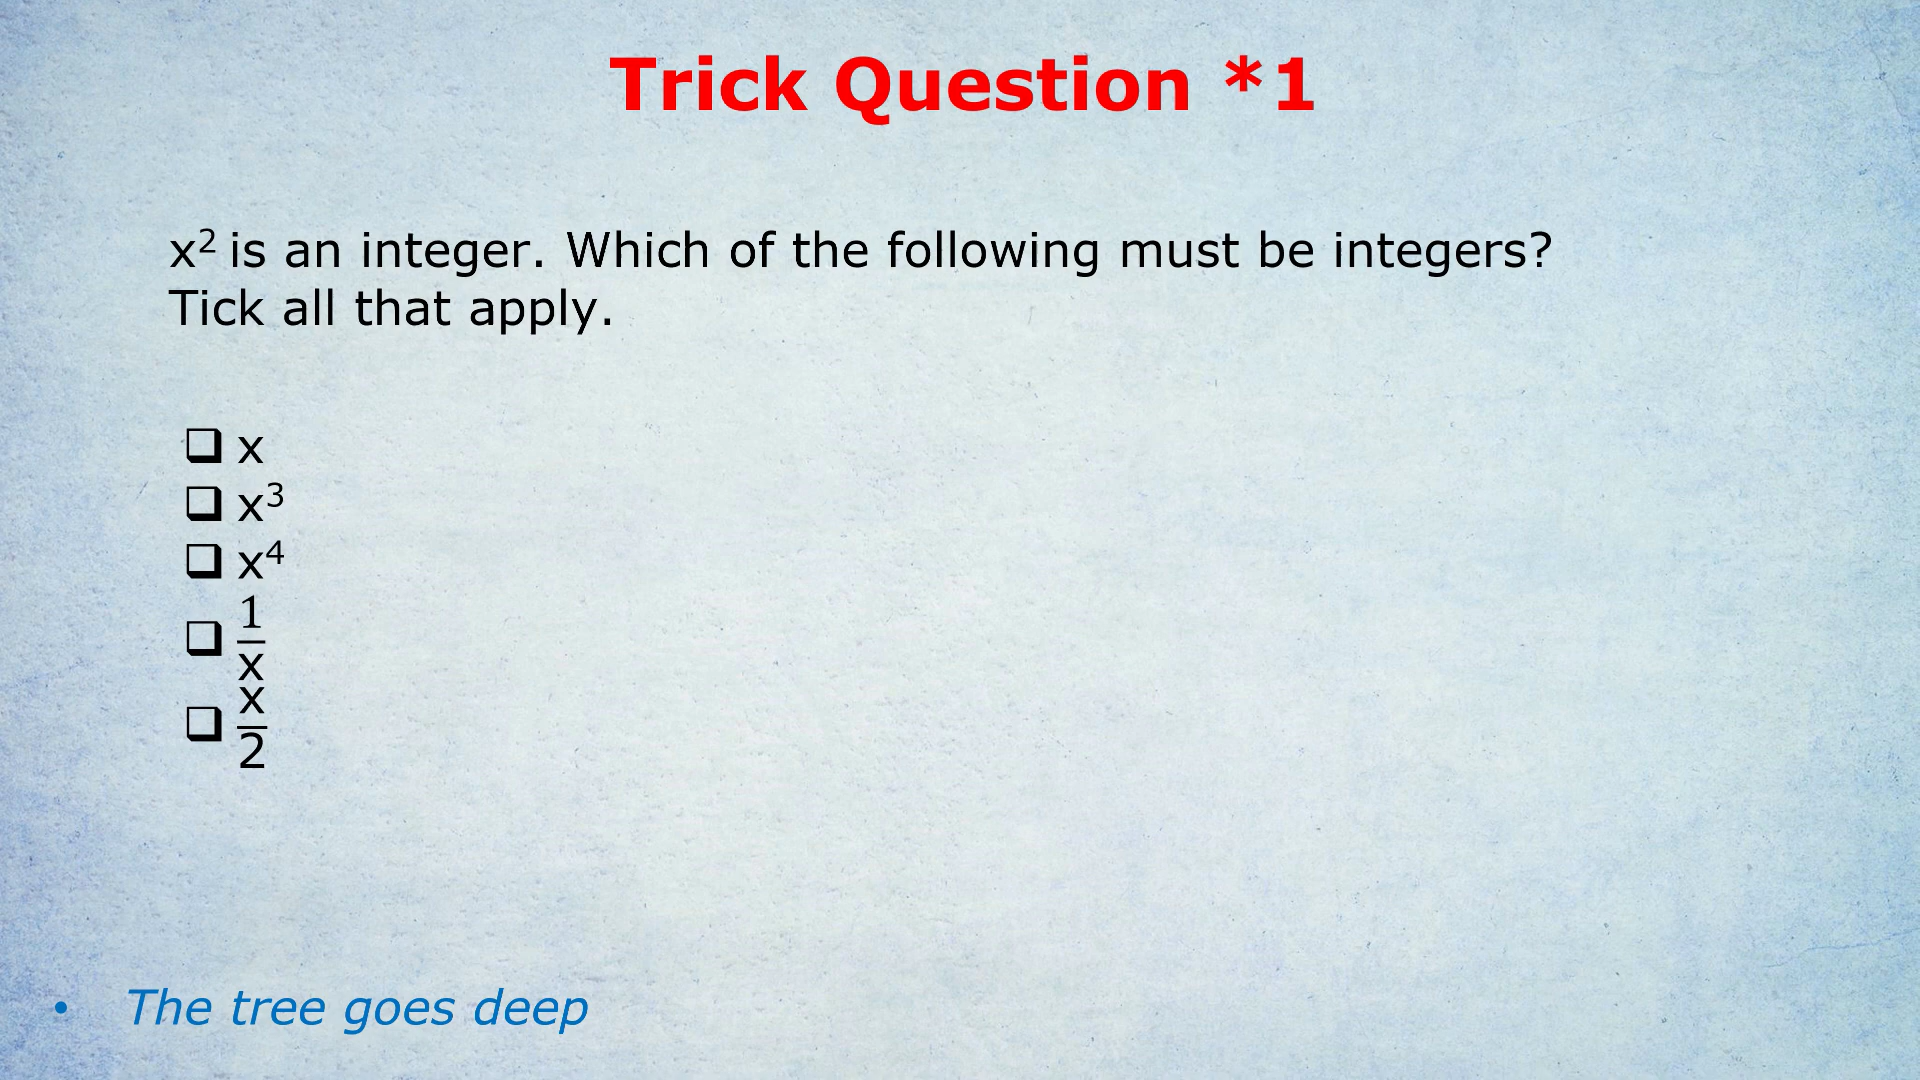 Trick Question *1
x² is an integer. Which of the following must be integers?
Tick all that apply.
❑ x
❑ x³
❑ x⁴
❑ 1/x
❑ x/2
• The tree goes deep